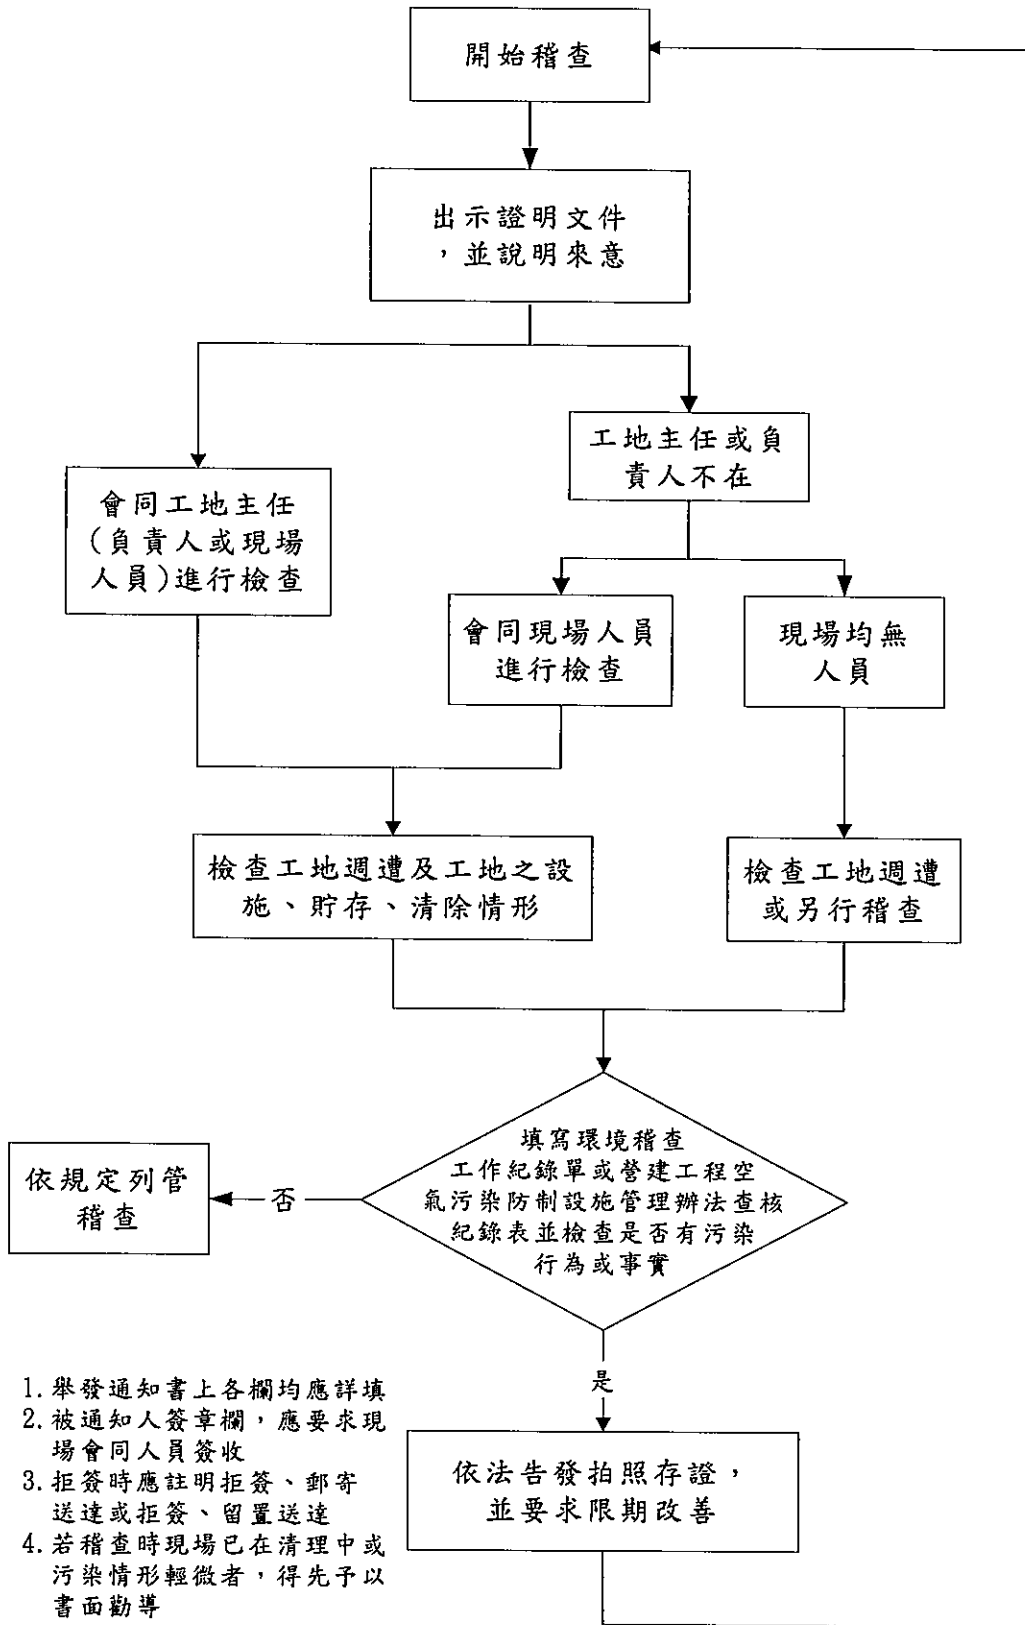 開始稽查
出示證明文件
，並說明來意
工地主任或負
責人不在
會同工地主任
(負責人或現場
人員)進行檢查
會同現場人員
進行檢查
現場均無
人員
檢查工地週遭及工地之設
施、貯存、清除情形
檢查工地週遭
或另行稽查
填寫環境稽查
工作紀錄單或營建工程空
氣污染防制設施管理辦法查核
紀錄表並檢查是否有污染
行為或事實
否
依規定列管
稽查
是
依法告發拍照存證，
並要求限期改善
1. 舉發通知書上各欄均應詳填
2. 被通知人簽章欄，應要求現
場會同人員簽收
3. 拒簽時應註明拒簽、郵寄
送達或拒簽、留置送達
4. 若稽查時現場已在清理中或
污染情形輕微者，得先予以
書面勸導